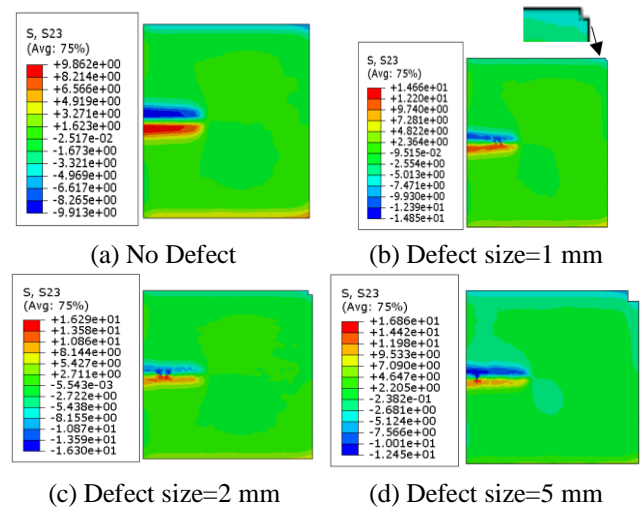 S, S23
(Avg: 75%)
+9.862e+00
+8.214e+00
+6.566e+00
+4.919e+00
+3.271e+00
+1.623e+00
-2.517e-02
-1.673e+00
-3.321e+00
-4.969e+00
-6.617e+00
-8.265e+00
-9.913e+00
(a) No Defect
S, S23
(Avg: 75%)
+1.466e+01
+1.220e+01
+9.740e+00
+7.281e+00
+4.822e+00
+2.364e+00
-9.515e-02
-2.554e+00
-5.013e+00
-7.471e+00
-9.930e+00
-1.239e+01
-1.485e+01
(b) Defect size=1 mm
S, S23
(Avg: 75%)
+1.629e+01
+1.358e+01
+1.086e+01
+8.144e+00
+5.427e+00
+2.711e+00
-5.543e-03
-2.722e+00
-5.438e+00
-8.155e+00
-1.087e+01
-1.359e+01
-1.630e+01
(c) Defect size=2 mm
S, S23
(Avg: 75%)
+1.686e+01
+1.442e+01
+1.198e+01
+9.533e+00
+7.090e+00
+4.647e+00
+2.205e+00
-2.382e-01
-2.681e+00
-5.124e+00
-7.566e+00
-1.001e+01
-1.245e+01
(d) Defect size=5 mm